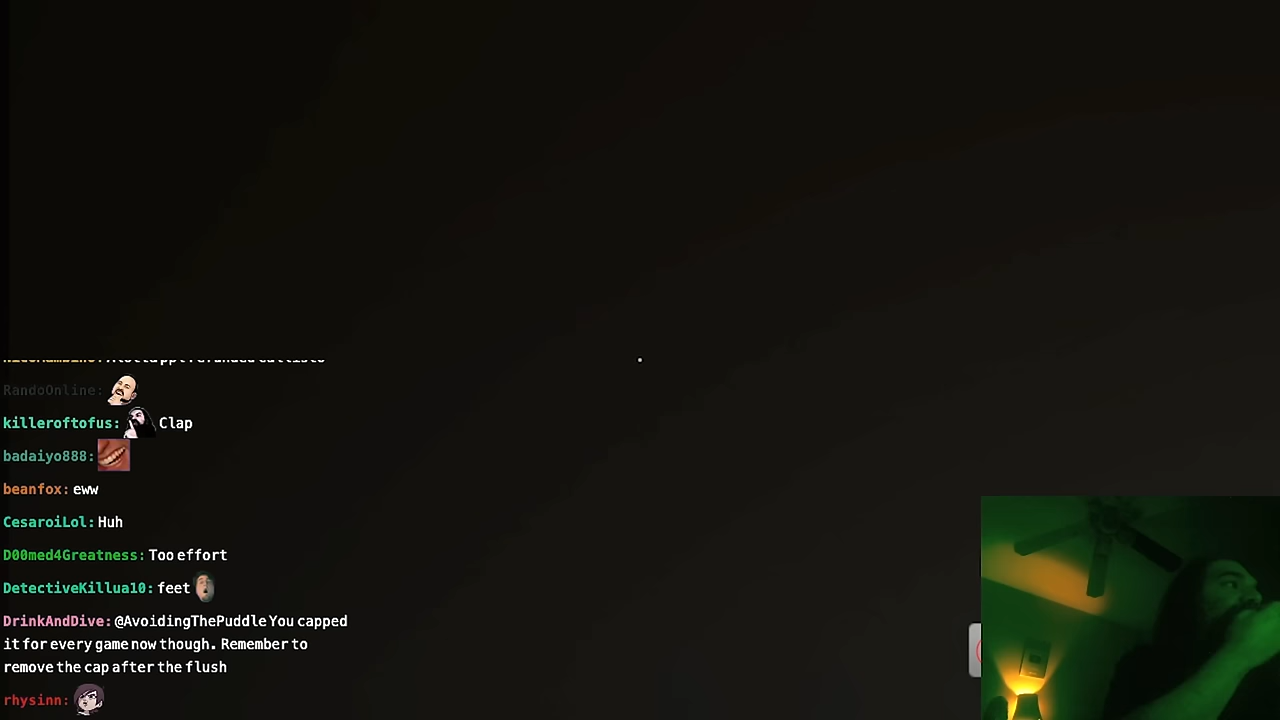 RandoOnline:
killeroftofus: Clap
badaiyo888:
beanfox: eww
CesaroiLol: Huh
D00med4Greatness: Too effort
DetectiveKillua10: feet
DrinkAndDive: @AvoidingThePuddle You capped
it for every game now though. Remember to
remove the cap after the flush
rhysinn: